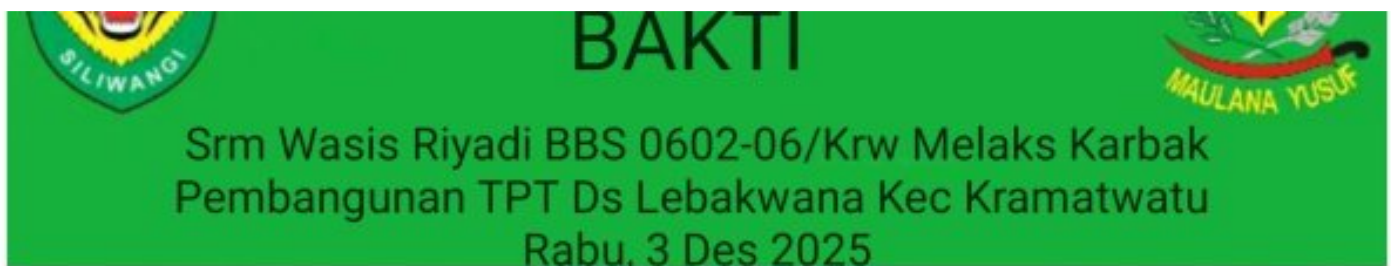 BAKTI
SILIWANGI
MAULANA YUSUF
Srm Wasis Riyadi BBS 0602-06/Krw Melaks Karbak
Pembangunan TPT Ds Lebakwana Kec Kramatwatu
Rabu, 3 Des 2025